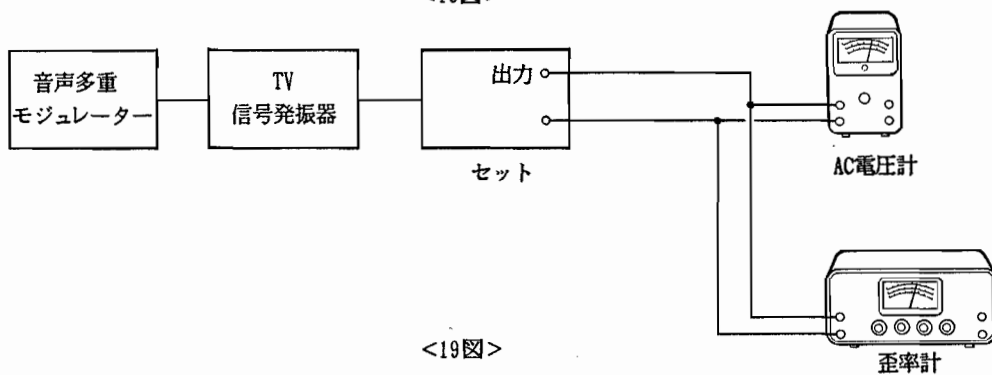 音声多重
モジュレーター
TV
信号発振器
出力
セット
AC電圧計
<19図>
歪率計